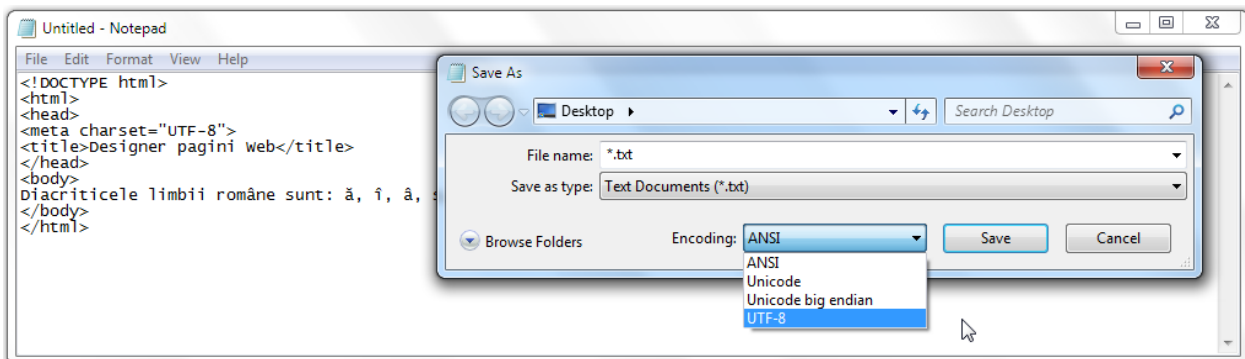 Untitled - Notepad
File Edit Format View Help
<!DOCTYPE html>
<html>
<head>
<meta charset="UTF-8">
<title>Designer pagini Web</title>
</head>
<body>
Diacriticele limbii române sunt: ă, î, â,
</body>
</html>
Save As
Desktop
Search Desktop
File name: *.txt
Save as type: Text Documents (*.txt)
Browse Folders
Encoding: ANSI
Save
Cancel
ANSI
Unicode
Unicode big endian
UTF-8